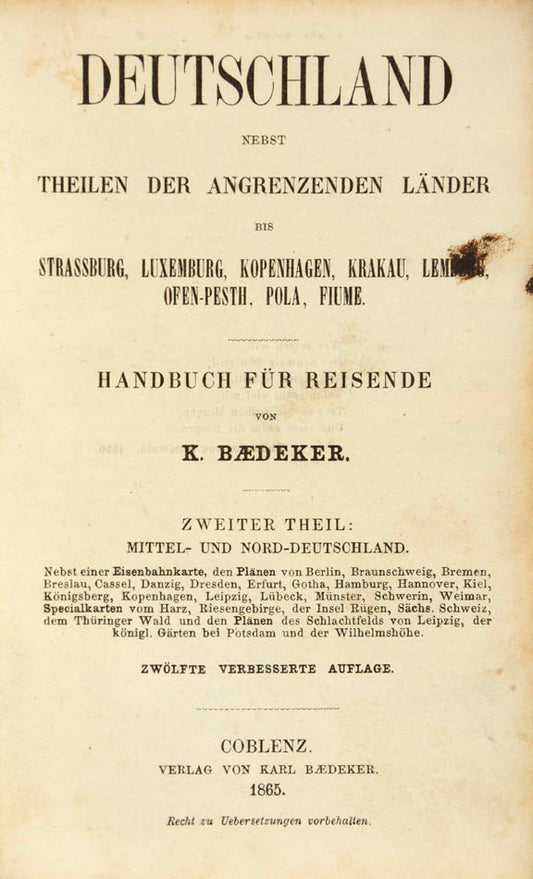 DEUTSCHLAND
NEBST
THEILEN DER ANGRENZENDEN LÄNDER
BIS
STRASSBURG, LUXEMBURG, KOPENHAGEN, KRAKAU,
OFEN-PESTH, POLA, FIUME.
HANDBUCH FÜR REISENDE
VON
K. BÆDEKER.
ZWEITER THEIL:
MITTEL- UND NORD-DEUTSCHLAND.
Nebst einer Eisenbahnkarte, den Plänen von Berlin, Braunschweig, Bremen,
Breslau, Cassel, Danzig, Dresden, Erfurt, Gotha, Hamburg, Hannover, Kiel,
Königsberg, Kopenhagen, Leipzig, Lübeck, Münster, Schwerin, Weimar,
Specialkarten vom Harz, Riesengebirge, der Insel Rügen, Sächs. Schweiz,
dem Thüringer Wald und den Plänen des Schlachtfelds von Leipzig, der
königl. Gärten bei Potsdam und der Wilhelmshöhe.
ZWÖLFTE VERBESSERTE AUFLAGE.
COBLENZ.
VERLAG VON KARL BÆDEKER.
1865.
Recht zu Uebersetzungen vorbehalten.